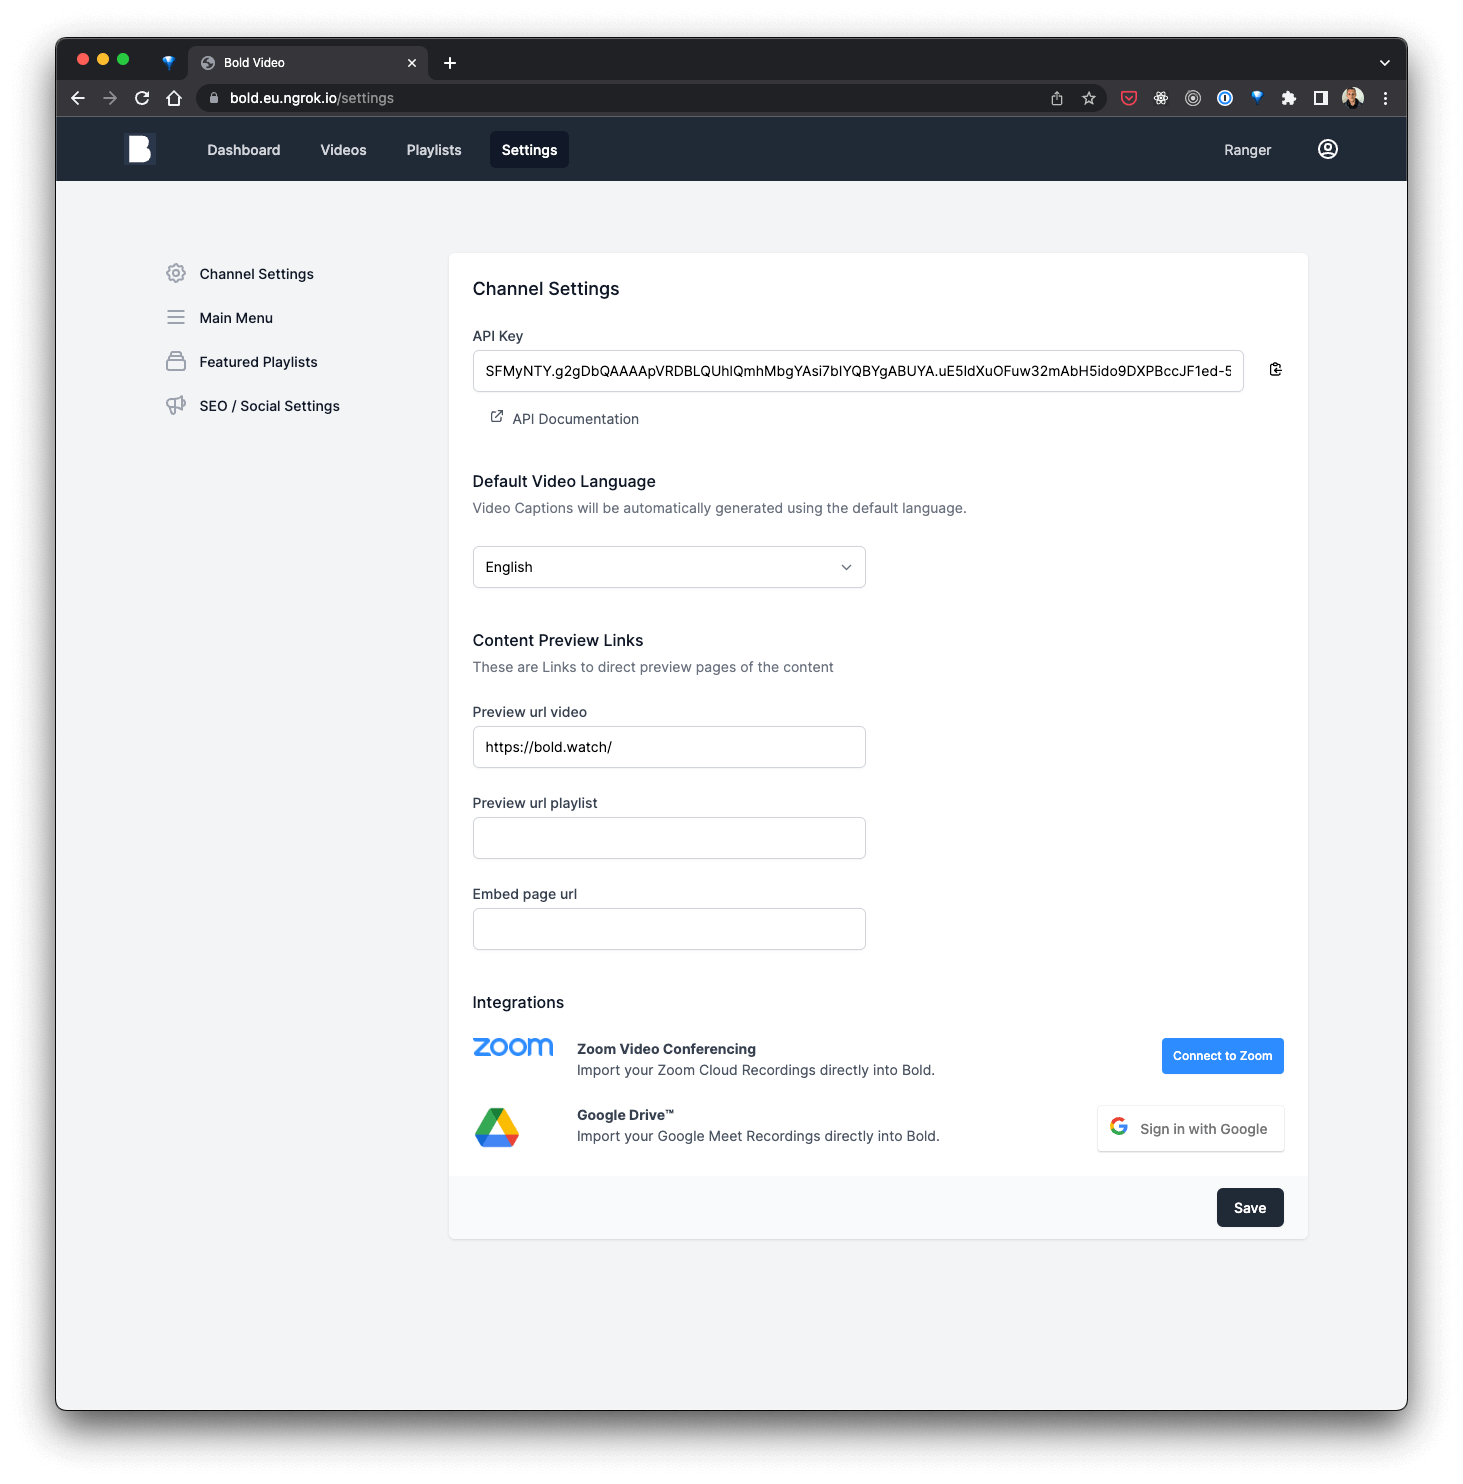 Bold Video
bold.eu.ngrok.io/settings
B Dashboard Videos Playlists Settings Ranger
Channel Settings
Main Menu
Featured Playlists
SEO / Social Settings
Channel Settings
API Key
SFMyNTY.g2gDbQAAAApVRDBLQUhIQmhMbgYAsi7blYQBYgABUYA.uE5IdXuOFuw32mAbH5ido9DXPBccJF1ed-5
API Documentation
Default Video Language
Video Captions will be automatically generated using the default language.
English
Content Preview Links
These are Links to direct preview pages of the content
Preview url video
https://bold.watch/
Preview url playlist
Embed page url
Integrations
zoom
Zoom Video Conferencing
Import your Zoom Cloud Recordings directly into Bold.
Connect to Zoom
Google Drive™
Import your Google Meet Recordings directly into Bold.
Sign in with Google
Save